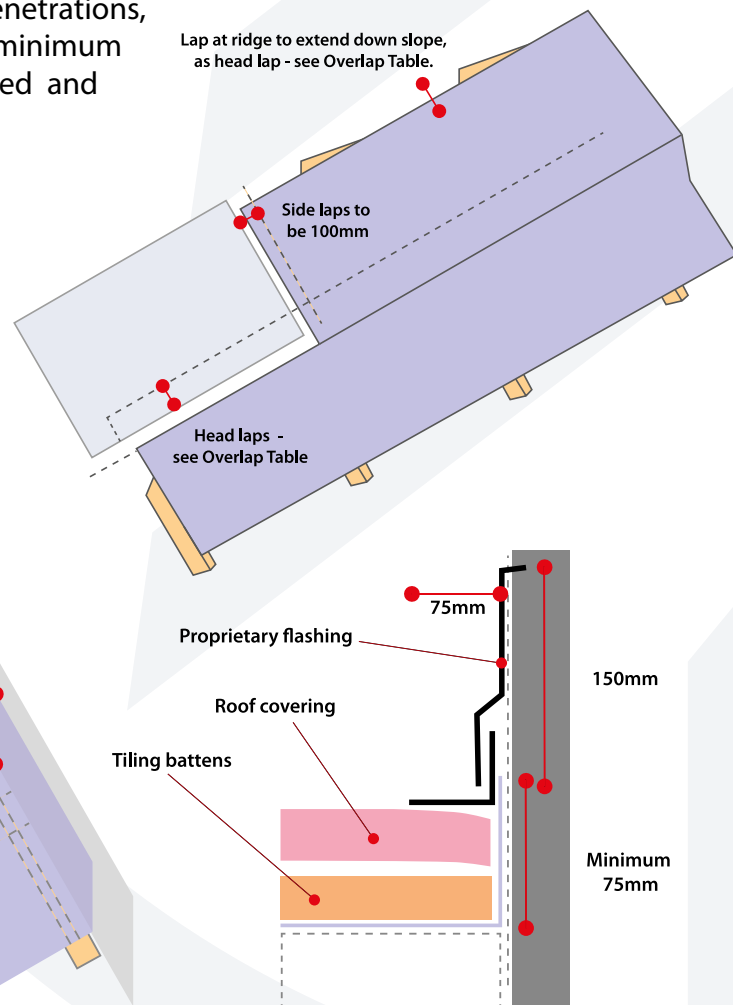 enetrations,
minimum
ed and
Lap at ridge to extend down slope,
as head lap - see Overlap Table.
Side laps to
be 100mm
Head laps -
see Overlap Table
75mm
Proprietary flashing
150mm
Roof covering
Tiling battens
Minimum
75mm